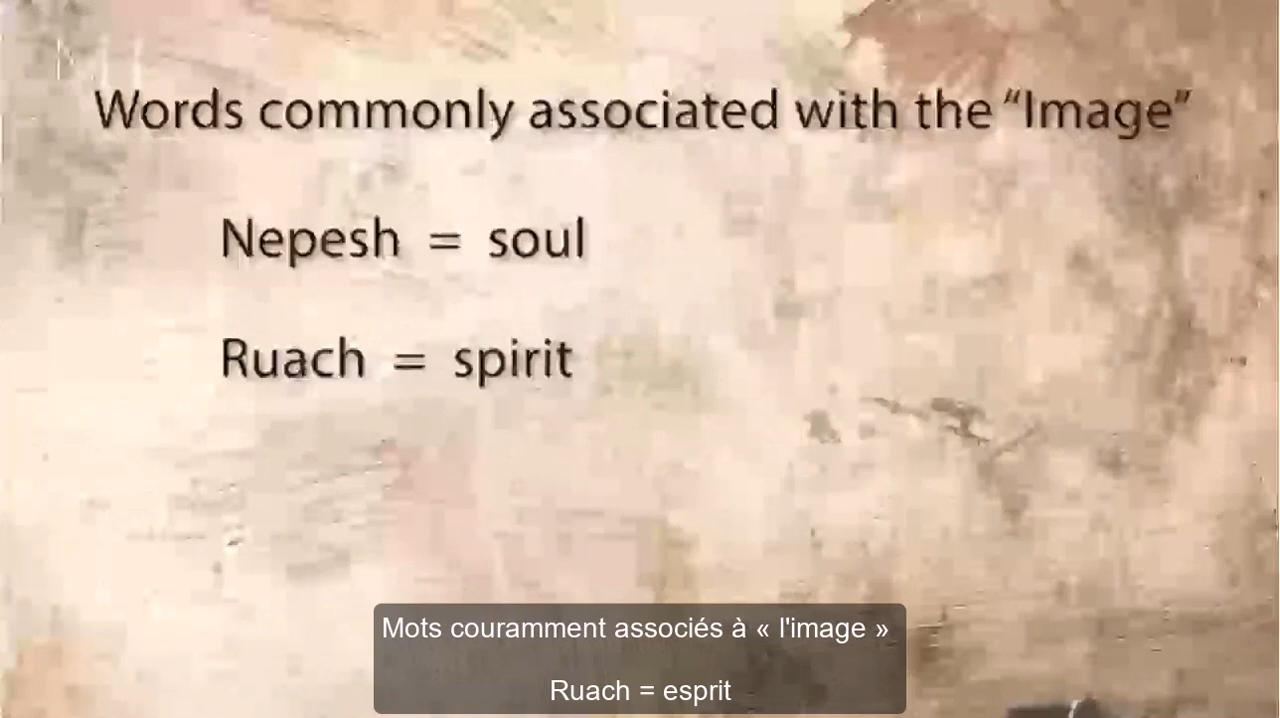 Words commonly associated with the “Image”
Nepesh = soul
Ruach = spirit
Mots couramment associés à « l'image »
Ruach = esprit